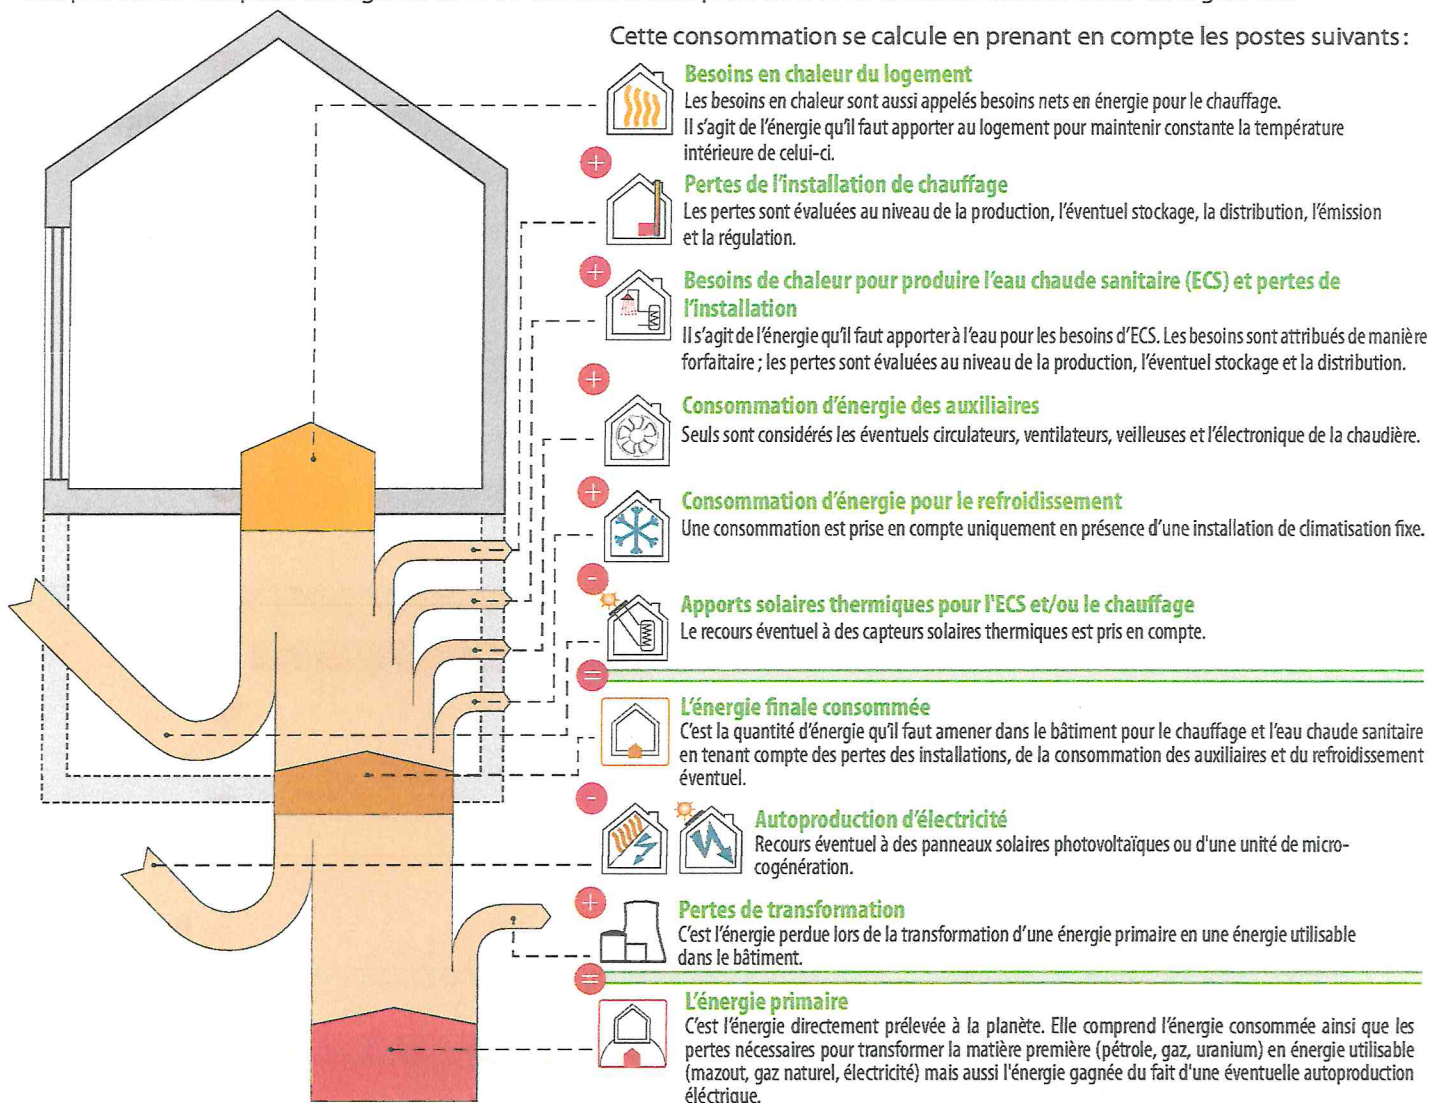 Cette consommation se calcule en prenant en compte les postes suivants :
Besoins en chaleur du logement
Les besoins en chaleur sont aussi appelés besoins nets en énergie pour le chauffage.
Il s'agit de l'énergie qu'il faut apporter au logement pour maintenir constante la température
intérieure de celui-ci.
+
Pertes de l'installation de chauffage
Les pertes sont évaluées au niveau de la production, l'éventuel stockage, la distribution, l'émission
et la régulation.
+
Besoins de chaleur pour produire l'eau chaude sanitaire (ECS) et pertes de
l'installation
Il s'agit de l'énergie qu'il faut apporter à l'eau pour les besoins d'ECS. Les besoins sont attribués de manière
forfaitaire ; les pertes sont évaluées au niveau de la production, l'éventuel stockage et la distribution.
+
Consommation d'énergie des auxiliaires
Seuls sont considérés les éventuels circulateurs, ventilateurs, veilleuses et l'électronique de la chaudière.
+
Consommation d'énergie pour le refroidissement
Une consommation est prise en compte uniquement en présence d'une installation de climatisation fixe.
-
Apports solaires thermiques pour l'ECS et/ou le chauffage
Le recours éventuel à des capteurs solaires thermiques est pris en compte.
=
L'énergie finale consommée
C'est la quantité d'énergie qu'il faut amener dans le bâtiment pour le chauffage et l'eau chaude sanitaire
en tenant compte des pertes des installations, de la consommation des auxiliaires et du refroidissement
éventuel.
-
Autoproduction d'électricité
Recours éventuel à des panneaux solaires photovoltaïques ou d'une unité de micro-
cogénération.
+
Pertes de transformation
C'est l'énergie perdue lors de la transformation d'une énergie primaire en une énergie utilisable
dans le bâtiment.
=
L'énergie primaire
C'est l'énergie directement prélevée à la planète. Elle comprend l'énergie consommée ainsi que les
pertes nécessaires pour transformer la matière première (pétrole, gaz, uranium) en énergie utilisable
(mazout, gaz naturel, électricité) mais aussi l'énergie gagnée du fait d'une éventuelle autoproduction
éléctrique.